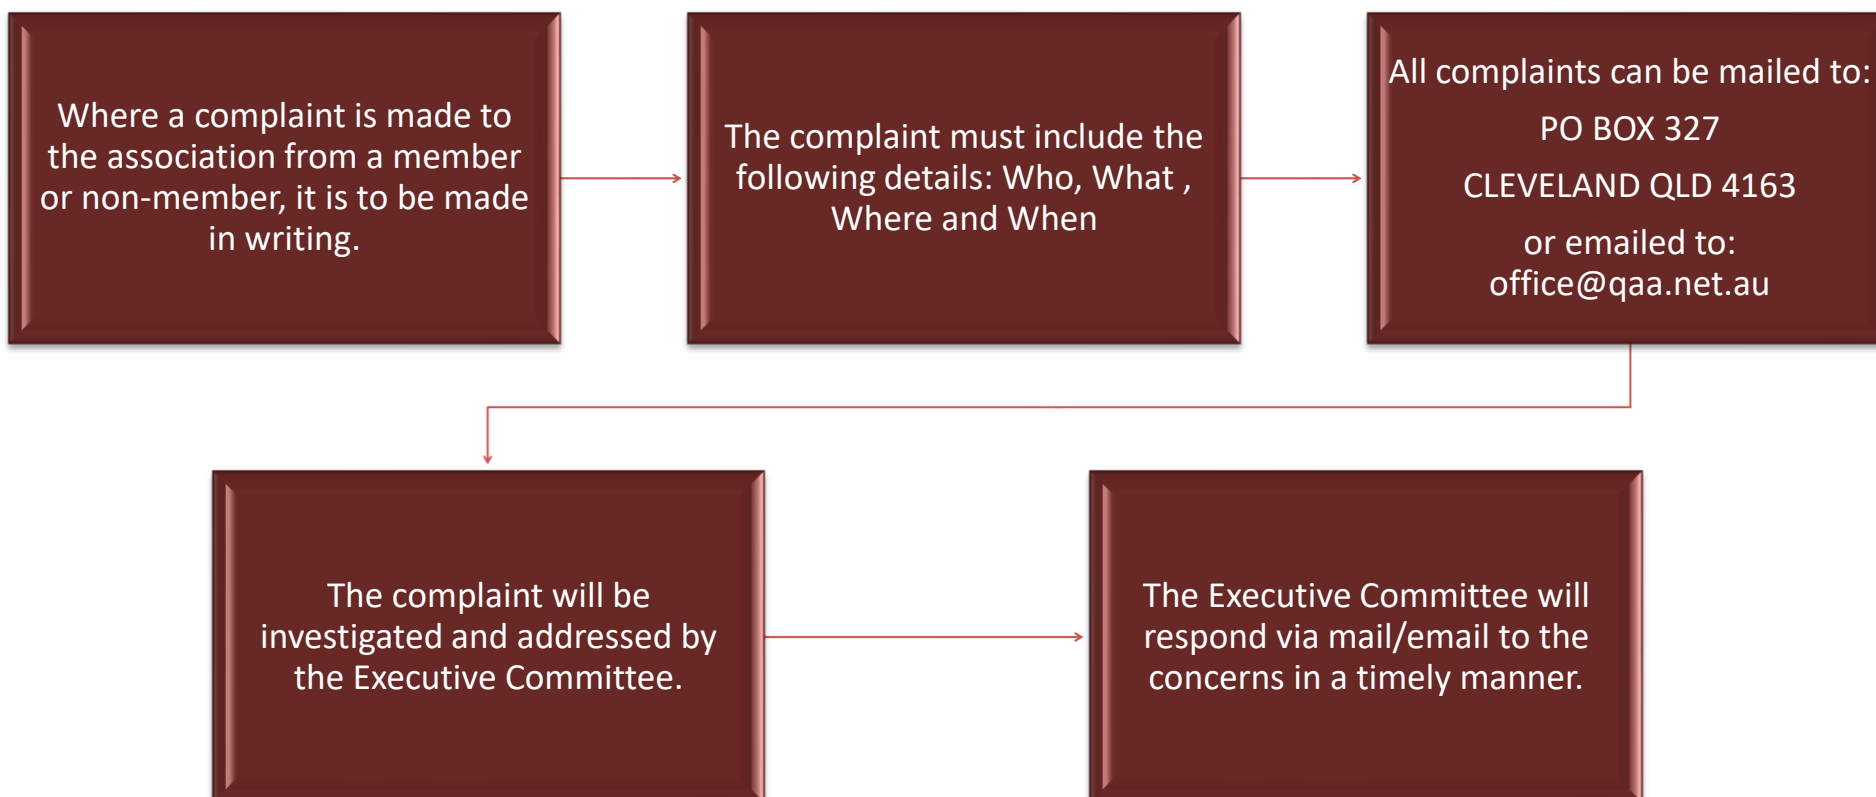 Where a complaint is made to
the association from a member
or non-member, it is to be made
in writing.
The complaint must include the
following details: Who, What ,
Where and When
All complaints can be mailed to:
PO BOX 327
CLEVELAND QLD 4163
or emailed to:
office@qaa.net.au
The complaint will be
investigated and addressed by
the Executive Committee.
The Executive Committee will
respond via mail/email to the
concerns in a timely manner.